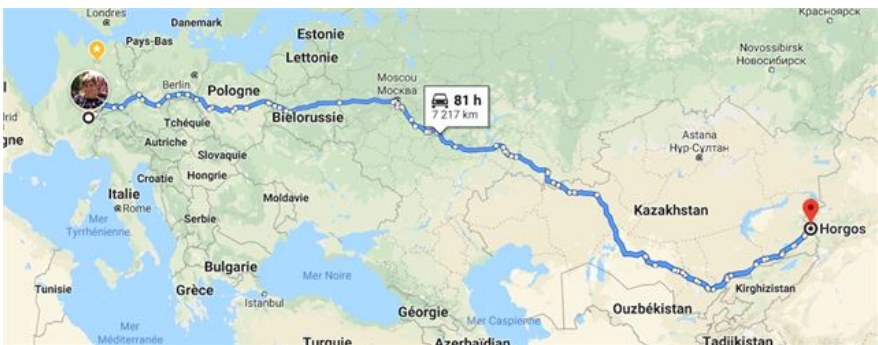 Londres
Danemark
Красноярск
Pays-Bas
Estonie
Lettonie
Novossibirsk
Новосибирск
Berlin
Pologne
Moscou
Москва
81 h
7 217 km
Biélorussie
Tchéquie
Autriche
Slovaquie
Astana
Нур-Султан
Croatie
Hongrie
Moldavie
Italie
Rome
Kazakhstan
Horgos
Mer
Tyrrhénienne
Serbie
Bulgarie
Mer Noire
Tunisie
Grèce
Istanbul
Kirghizistan
Géorgie
Mer Caspienne
Ouzbékistan
Mer
Méditerranée
Turquie
Azerbaïdjan
Tadjikistan